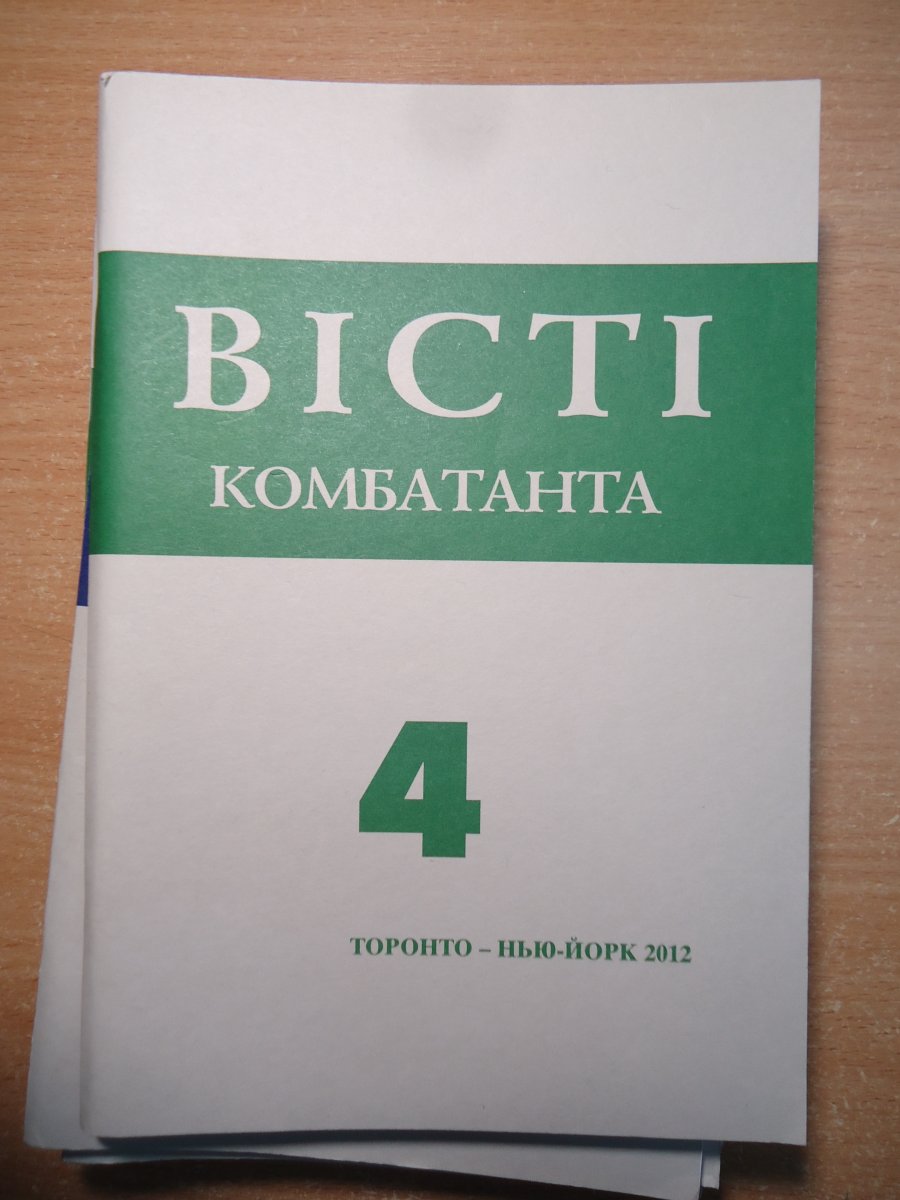 ВІСТІ
КОМБАТАНТА
4
ТОРОНТО – НЬЮ-ЙОРК 2012